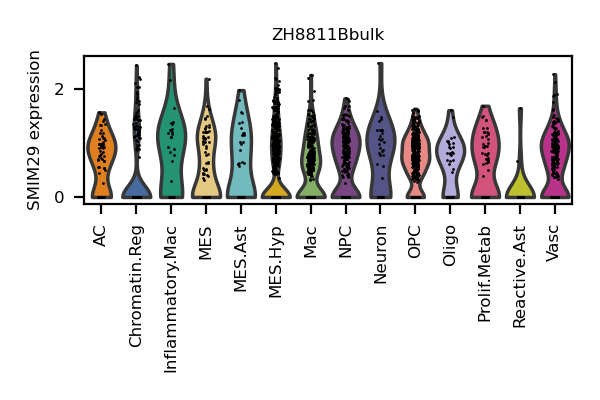 ZH8811Bbulk
SMIM29 expression
2
0
AC
Chromatin.Reg
Inflammatory.Mac
MES
MES.Ast
MES.Hyp
Mac
NPC
Neuron
OPC
Oligo
Prolif.Metab
Reactive.Ast
Vasc